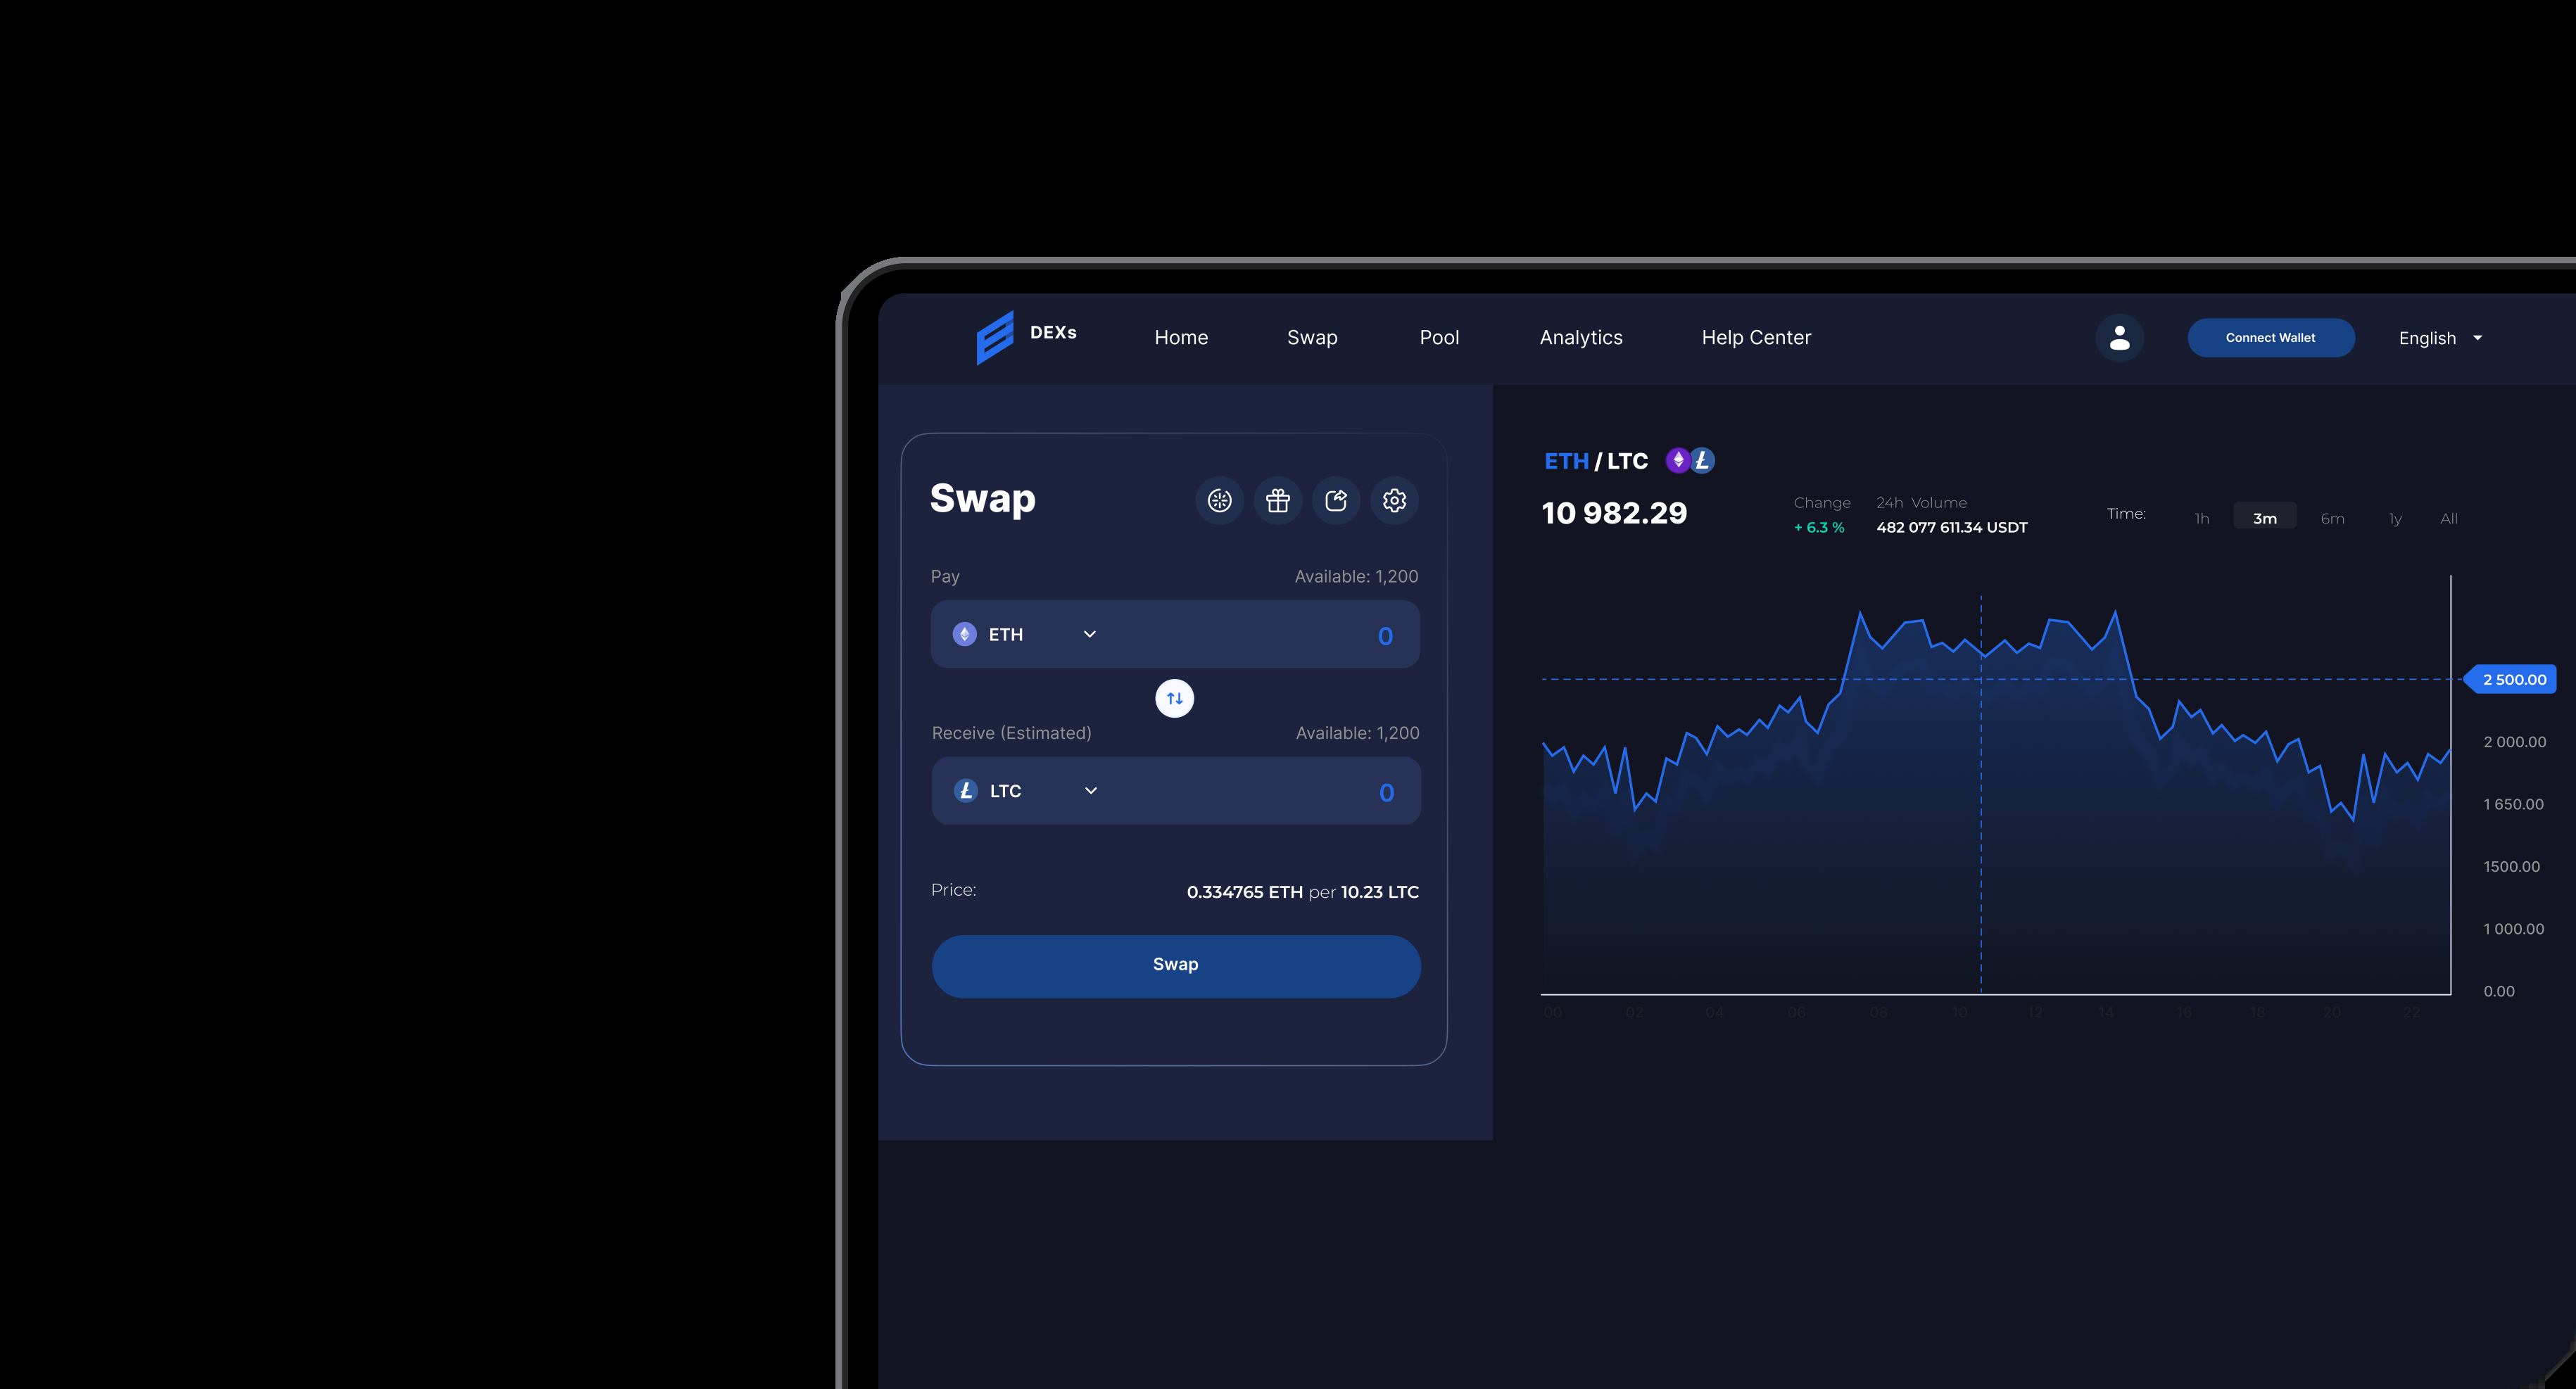 DEXs
Home
Swap
Pool
Analytics
Help Center
Connect Wallet
English
Swap
Pay
Available: 1,200
ETH
0
Receive (Estimated)
Available: 1,200
LTC
0
Price:
0.334765 ETH per 10.23 LTC
Swap
ETH / LTC
10 982.29
Change
+ 6.3 %
24h Volume
482 077 611.34 USDT
Time:
1h
3m
6m
1y
All
2 500.00
2 000.00
1 650.00
1500.00
1 000.00
0.00
00 02 04 06 08 10 12 14 16 18 20 22